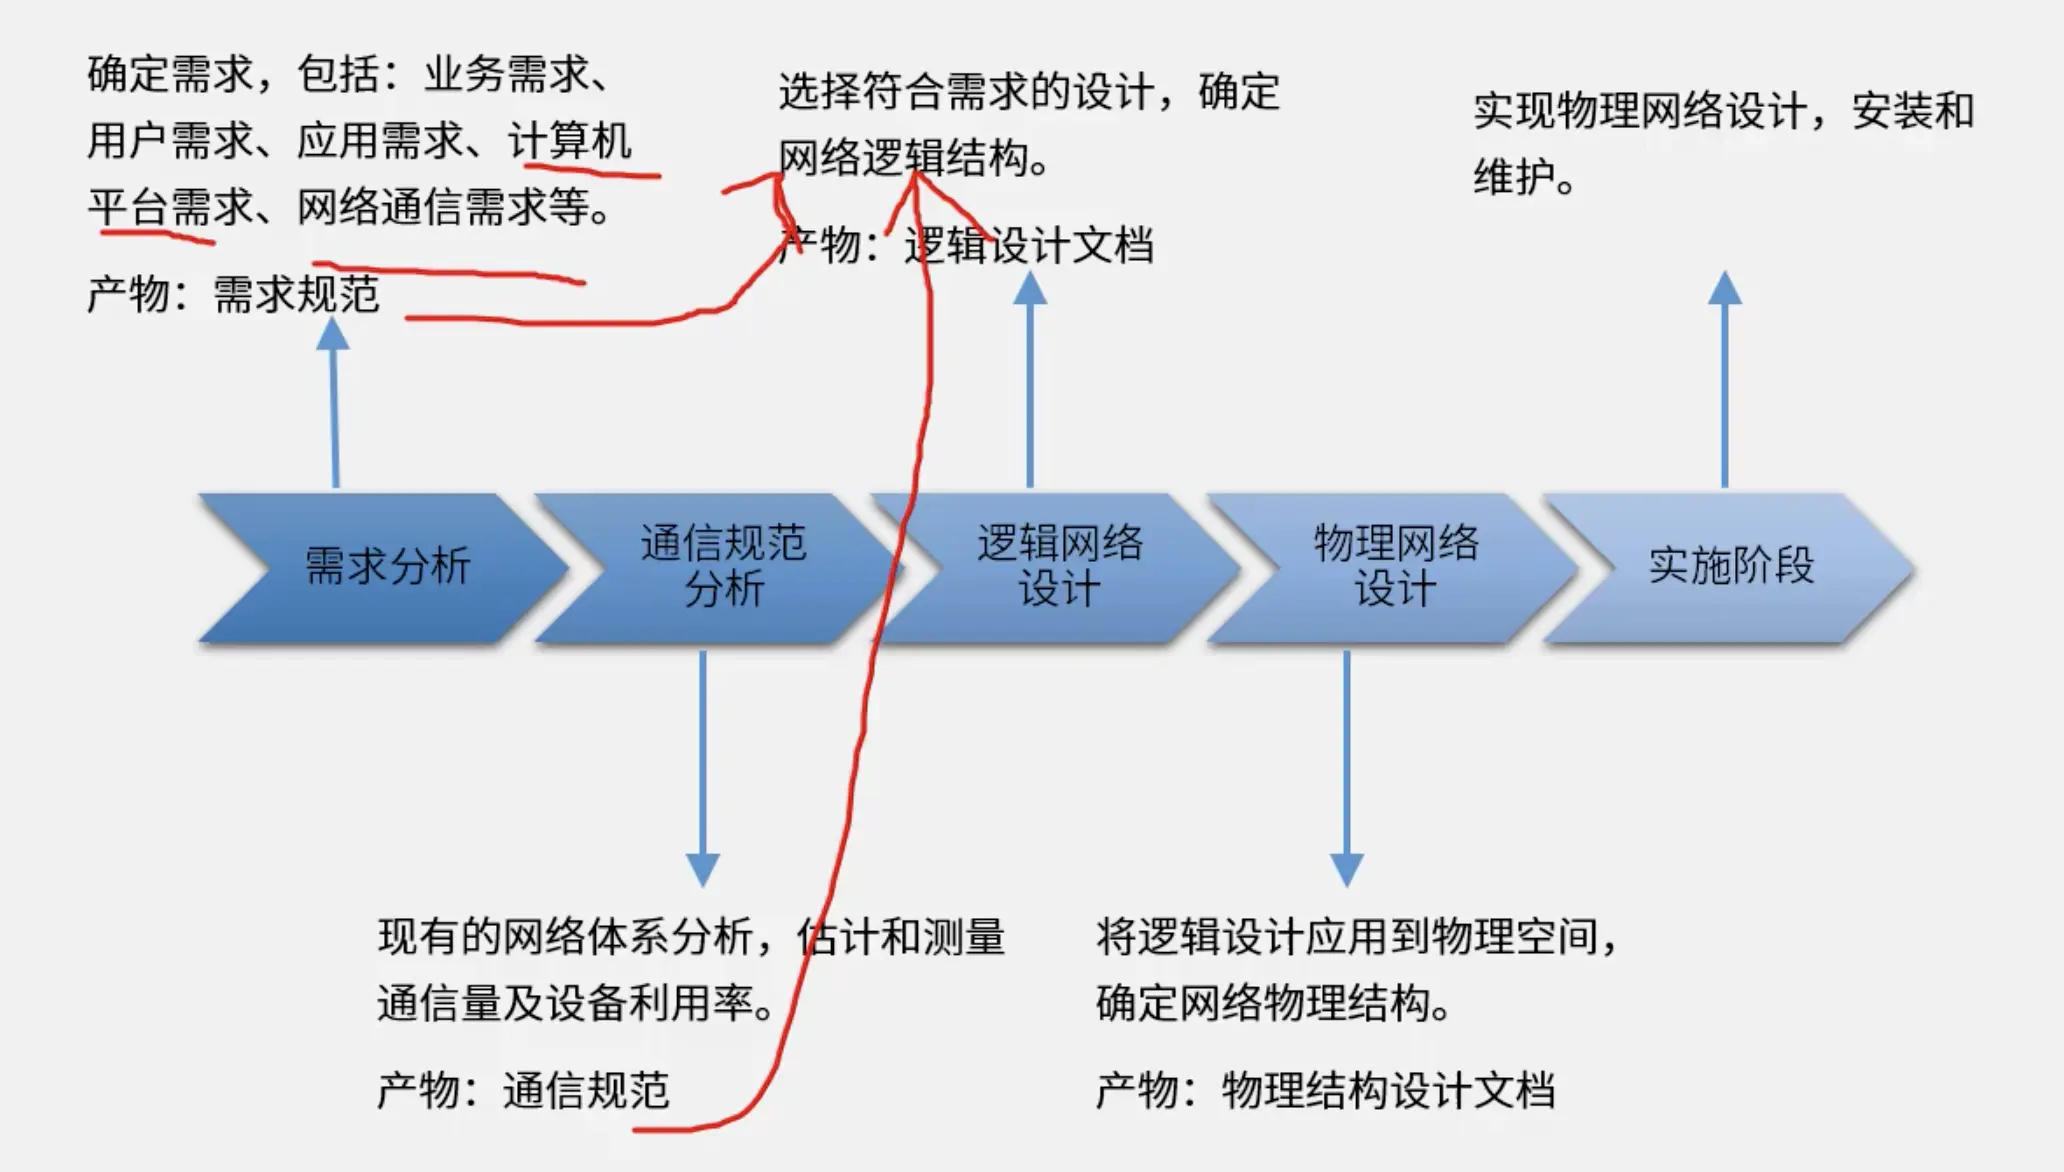 确定需求，包括：业务需求、
用户需求、应用需求、计算机
平台需求、网络通信需求等。
产物：需求规范
选择符合需求的设计，确定
网络逻辑结构。
产物：逻辑设计文档
实现物理网络设计，安装和
维护。
需求分析
通信规范
分析
逻辑网络
设计
物理网络
设计
实施阶段
现有的网络体系分析，估计和测量
通信量及设备利用率。
产物：通信规范
将逻辑设计应用到物理空间，
确定网络物理结构。
产物：物理结构设计文档